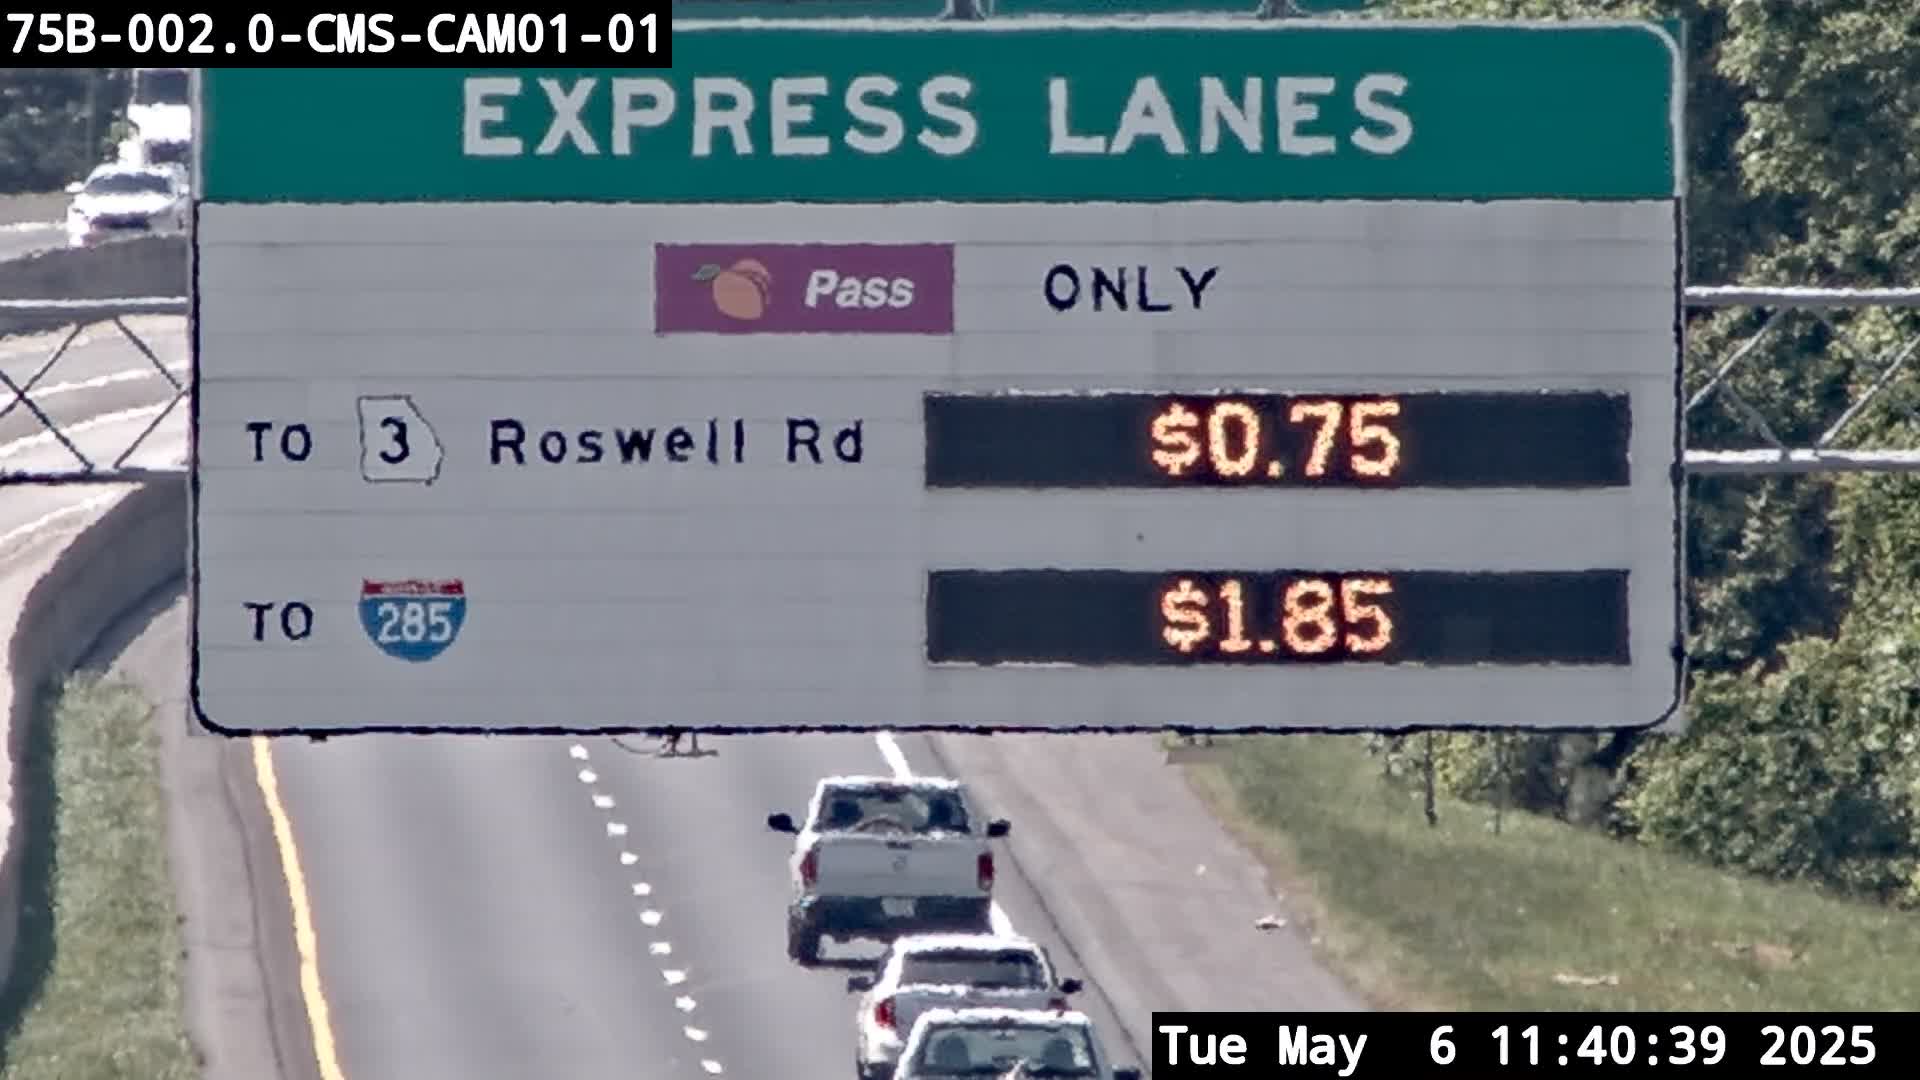 75B-002.0-CMS-CAM01-01
EXPRESS LANES
Pass ONLY
TO 3 Roswell Rd $0.75
TO 285 $1.85
Tue May 6 11:40:39 2025